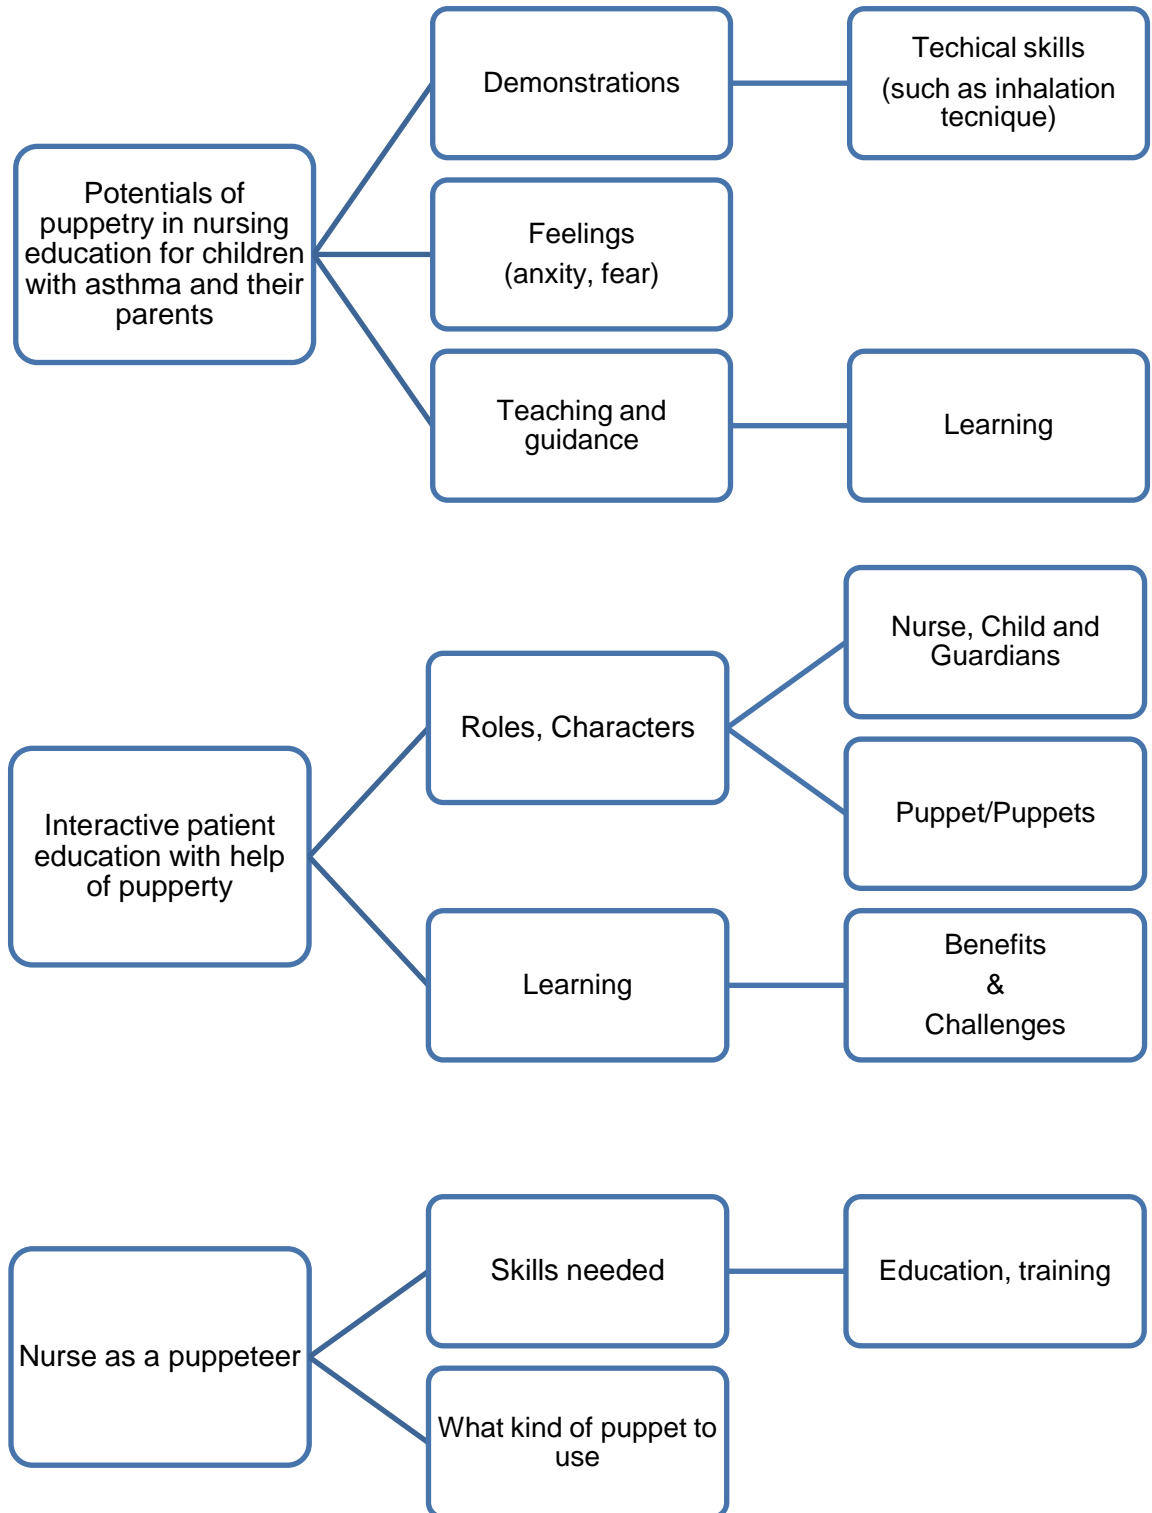 Potentials of
puppetry in nursing
education for children
with asthma and their
parents
Demonstrations
Techical skills
(such as inhalation
tecnique)
Feelings
(anxity, fear)
Teaching and
guidance
Learning
Interactive patient
education with help
of pupperty
Roles, Characters
Nurse, Child and
Guardians
Puppet/Puppets
Learning
Benefits
&
Challenges
Nurse as a puppeteer
Skills needed
Education, training
What kind of puppet to
use